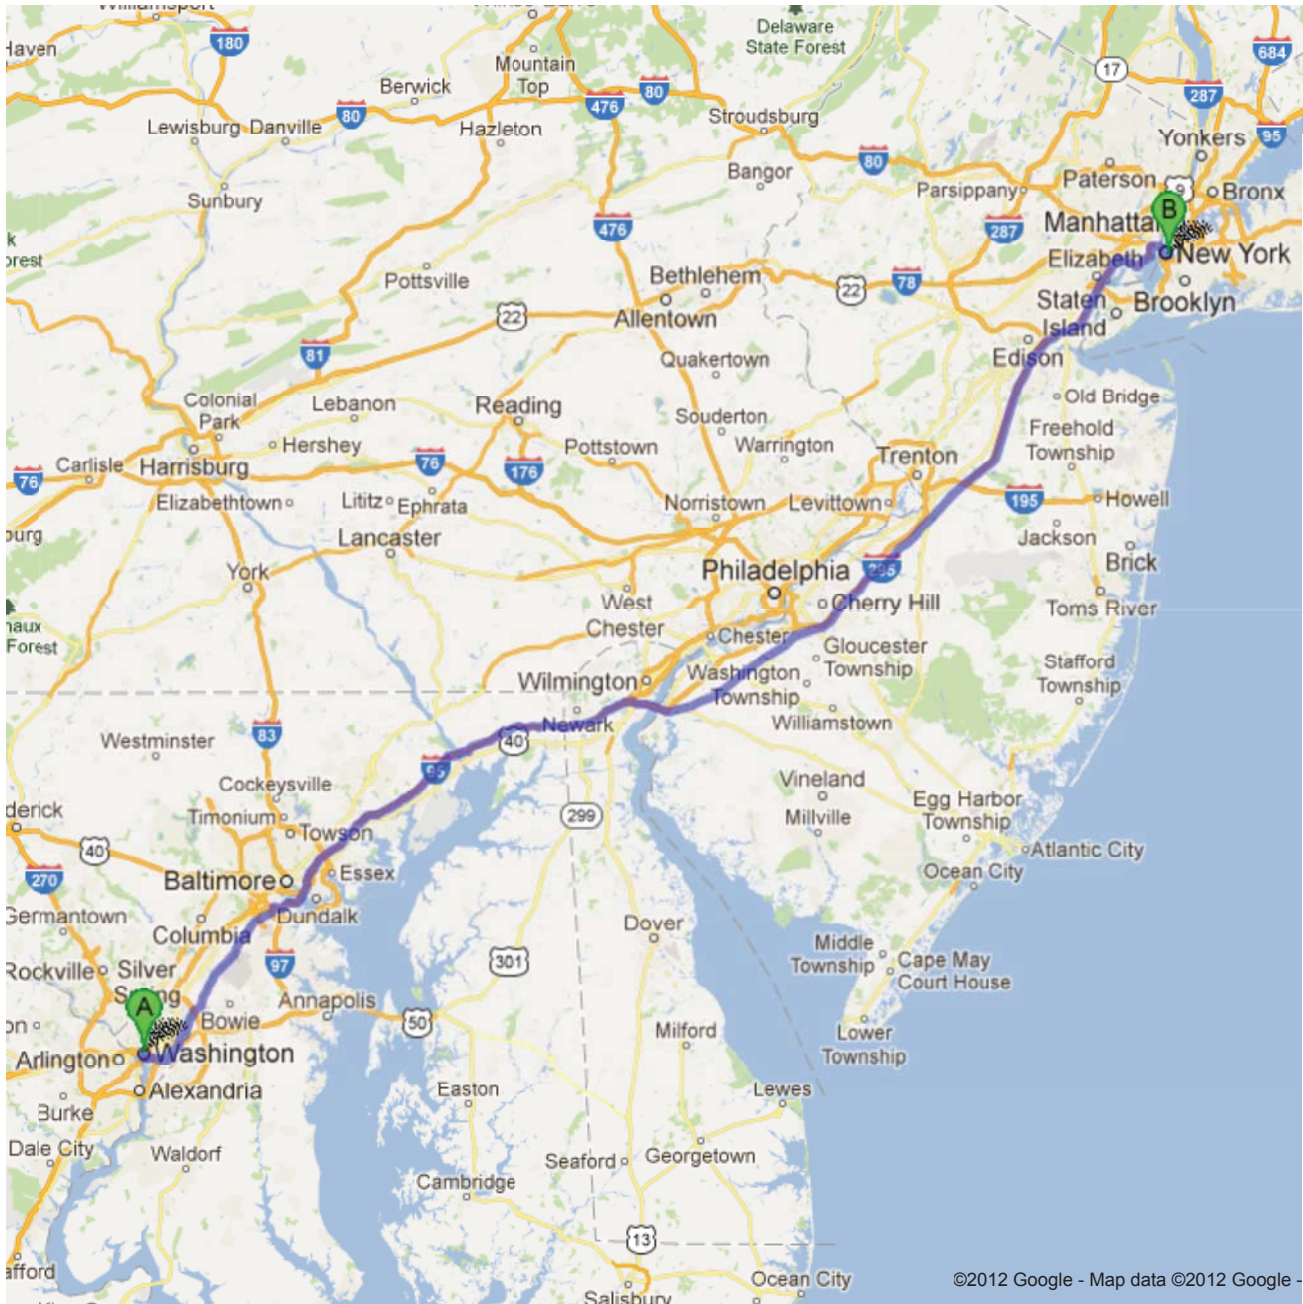 Delaware
State Forest
180
684
Mountain
Top
17
Berwick
80
476
80
287
Stroudsburg
95
Lewisburg
Danville
Hazleton
Yonkers
80
Bangor
Paterson
9
Parsippany
Bronx
Sunbury
B
476
287
Manhatta
New York
Elizabeth
Bethlehem
Pottsville
78
22
Staten
Island
Brooklyn
22
Allentown
81
Edison
Quakertown
Colonial
Park
Lebanon
Reading
Old Bridge
Souderton
Freehold
Township
Hershey
Pottstown
Warrington
Trenton
76
Carlisle
Harrisburg
76
176
Elizabethtown
Lititz
Ephrata
Norristown
Levittown
195
Howell
Lancaster
Jackson
Brick
York
Philadelphia
295
West
Chester
Cherry Hill
Toms River
Forest
Chester
Gloucester
Township
Stafford
Township
Wilmington
Washington
Township
Newark
Williamstown
83
40
Westminster
95
Cockeysville
Vineland
Egg Harbor
Township
derick
Timonium
Towson
299
Millville
40
Atlantic City
270
Baltimore
Essex
Ocean City
Germantown
Dundalk
Columbia
Dover
Middle
Township
Cape May
Court House
97
301
Rockville
Silver
Spring
A
Annapolis
Bowie
50
Milford
Lower
Township
Arlington
Washington
Alexandria
Easton
Lewes
Burke
Dale City
Waldorf
Seaford
Georgetown
Cambridge
13
afford
Ocean City
Salisbury
©2012 Google - Map data ©2012 Google -